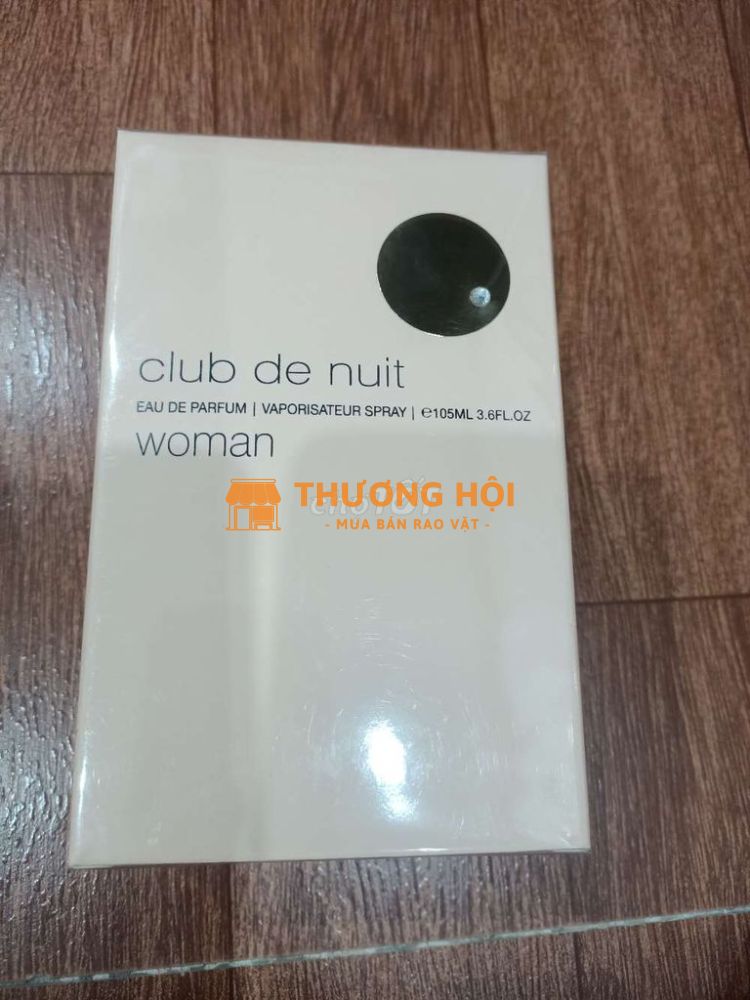 club de nuit
EAU DE PARFUM | VAPORISATEUR SPRAY | ℮105ML 3.6FL.OZ
woman
THƯƠNG HỘI
chợTỐT
- MUA BÁN RAO VẶT -